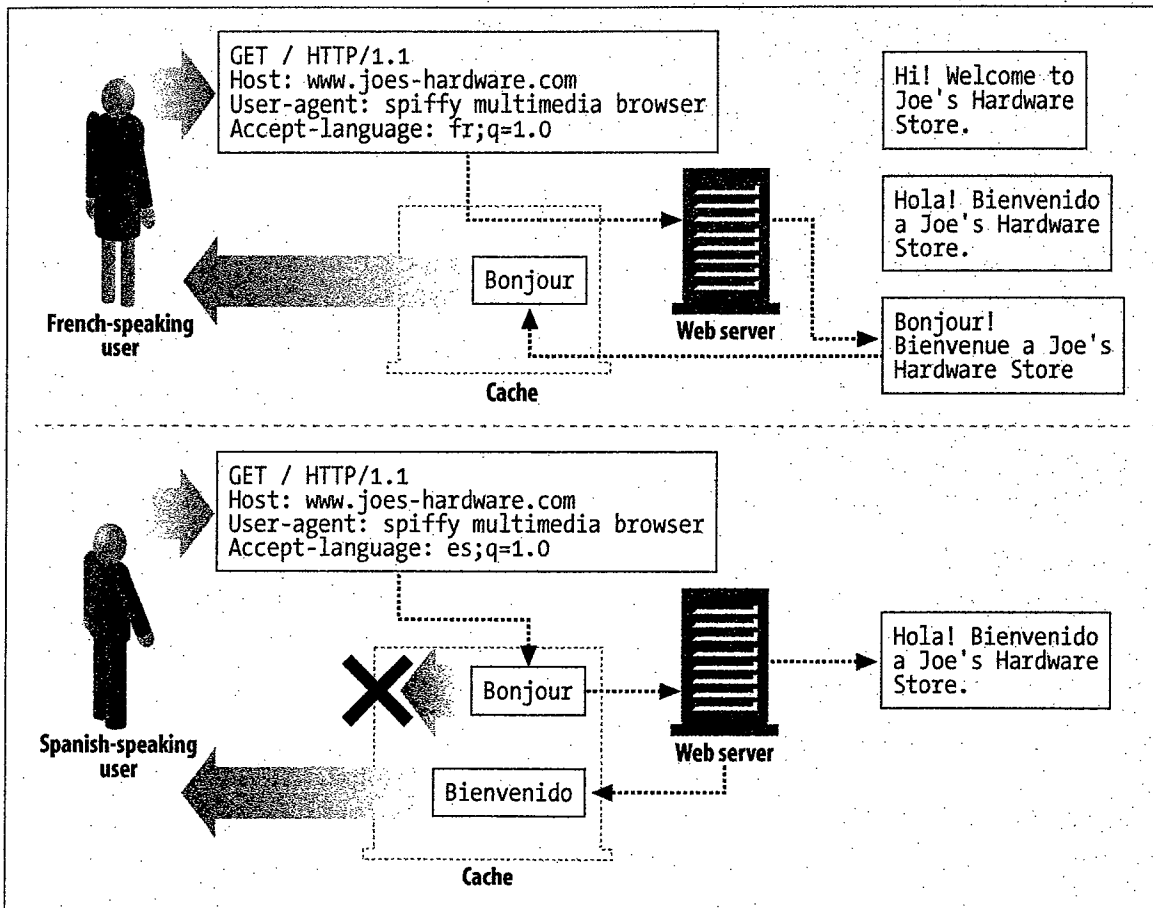 GET / HTTP/1.1
Host: www.joes-hardware.com
User-agent: spiffy multimedia browser
Accept-language: fr;q=1.0
Hi! Welcome to
Joe's Hardware
Store.
Hola! Bienvenido
a Joe's Hardware
Store.
Bonjour
French-speaking
user
Web server
Bonjour!
Bienvenue a Joe's
Hardware Store
Cache
GET / HTTP/1.1
Host: www.joes-hardware.com
User-agent: spiffy multimedia browser
Accept-language: es;q=1.0
Hola! Bienvenido
a Joe's Hardware
Store.
Bonjour
Spanish-speaking
user
Web server
Bienvenido
Cache